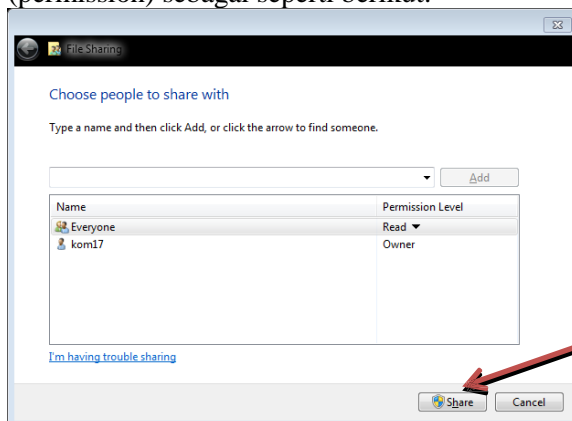 (permission) sebagai seperti berikut.
File Sharing
Choose people to share with
Type a name and then click Add, or click the arrow to find someone.
Add
Name Permission Level
Everyone Read
kom17 Owner
I'm having trouble sharing
Share Cancel